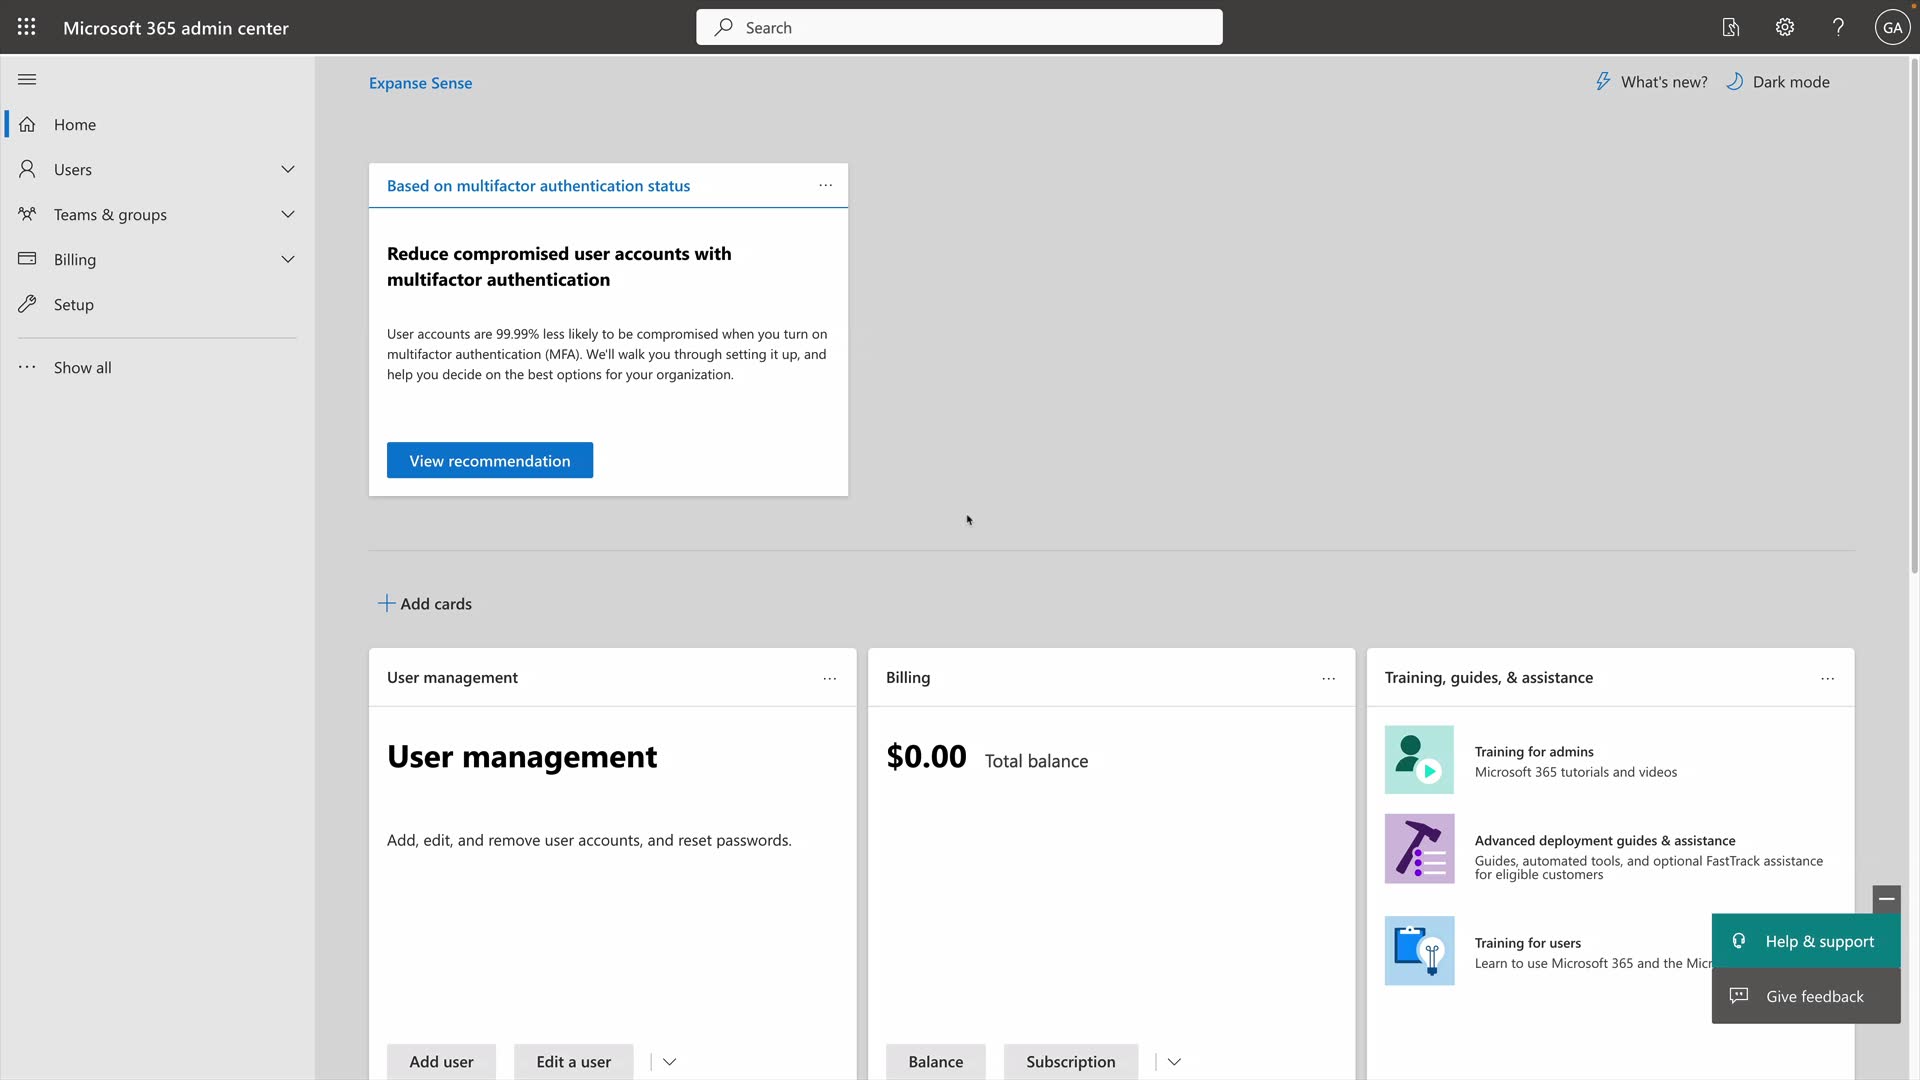 Microsoft 365 admin center
Search
GA
Expanse Sense
What's new?
Dark mode
Home
Users
Teams & groups
Billing
Setup
Show all
Based on multifactor authentication status
Reduce compromised user accounts with
multifactor authentication
User accounts are 99.99% less likely to be compromised when you turn on
multifactor authentication (MFA). We'll walk you through setting it up, and
help you decide on the best options for your organization.
View recommendation
Add cards
User management
User management
Add, edit, and remove user accounts, and reset passwords.
Add user
Edit a user
Billing
$0.00 Total balance
Balance
Subscription
Training, guides, & assistance
Training for admins
Microsoft 365 tutorials and videos
Advanced deployment guides & assistance
Guides, automated tools, and optional FastTrack assistance
for eligible customers
Training for users
Learn to use Microsoft 365 and the
Help & support
Give feedback